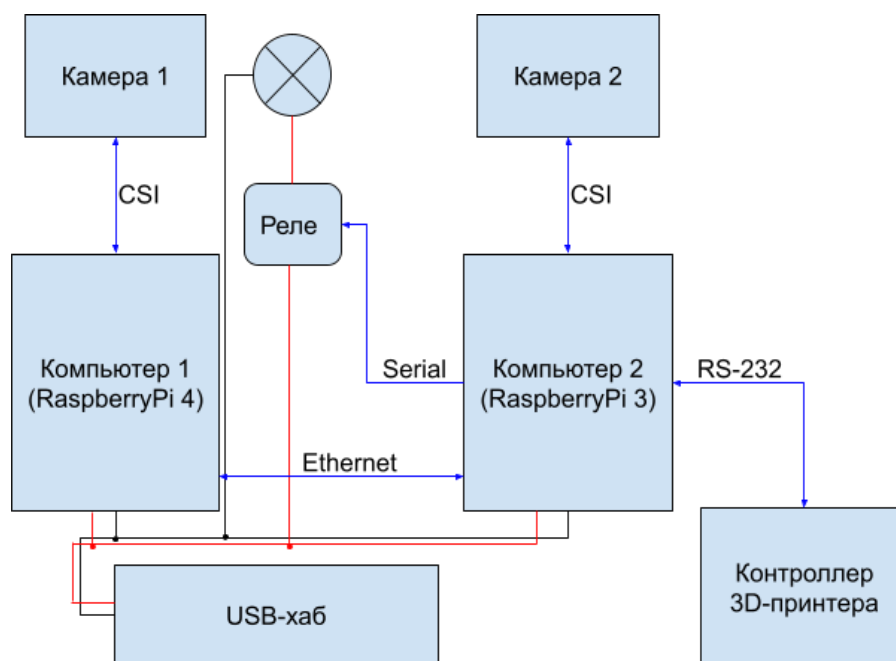 Камера 1
Камера 2
CSI
CSI
Реле
Компьютер 1
(RaspberryPi 4)
Serial
Компьютер 2
(RaspberryPi 3)
RS-232
Ethernet
USB-хаб
Контроллер
3D-принтера